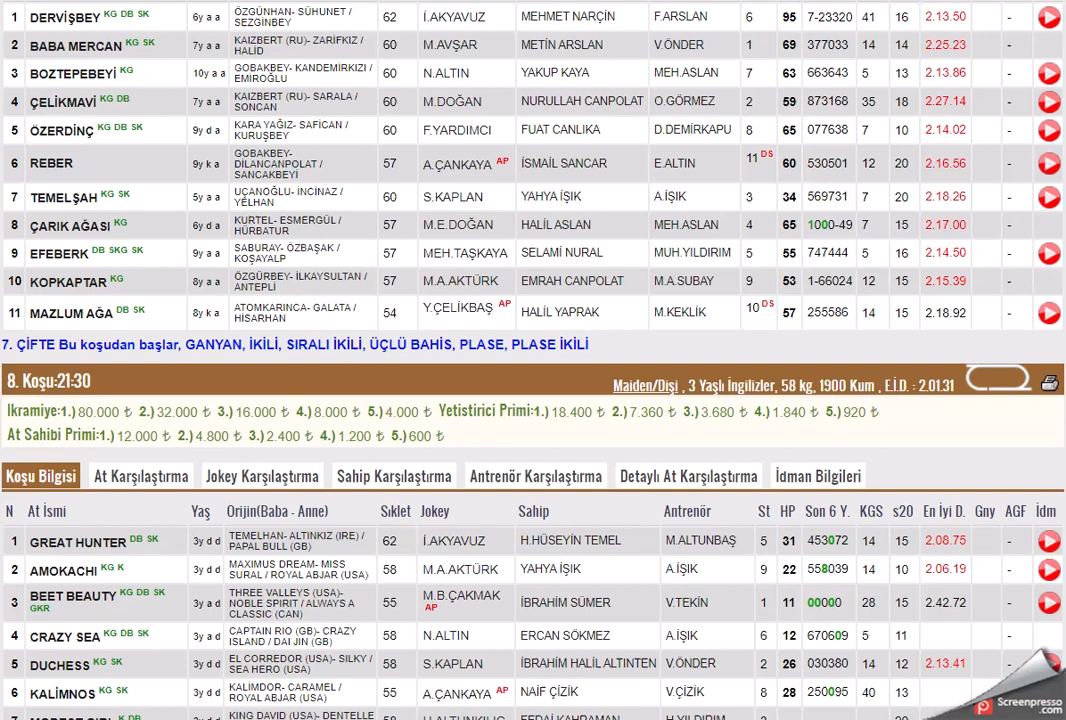 1 DERVİŞBEY KG DB SK 6y a a ÖZGÜNHAN- SÜHUNET / SEZGİNBEY 62 İ.AKYAVUZ MEHMET NARÇİN F.ARSLAN 6 95 7-23320 41 16 2.13.50 -
2 BABA MERCAN KG SK 7y a a KAIZBERT (RU)- ZARİFKIZ / HALİD 60 M.AVŞAR METİN ARSLAN V.ÖNDER 1 69 377033 14 14 2.25.23 -
3 BOZTEPEBEYİ KG 10y a a GOBAKBEY- KANDEMİRKIZI / EMİROĞLU 60 N.ALTIN YAKUP KAYA MEH.ASLAN 7 63 663643 5 13 2.13.86 -
4 ÇELİKMAVİ KG DB 7y a a KAIZBERT (RU)- SARALA / SONCAN 60 M.DOĞAN NURULLAH CANPOLAT O.GÖRMEZ 2 59 873168 35 18 2.27.14 -
5 ÖZERDİNÇ KG DB SK 9y d a KARA YAĞIZ- SAFİCAN / KURUŞBEY 60 F.YARDIMCI FUAT CANLIKA D.DEMİRKAPU 8 65 077638 7 10 2.14.02 -
6 REBER 9y k a GOBAKBEY- DİLANCANPOLAT / SANCAKBEYİ 57 A.ÇANKAYA AP İSMAİL SANCAR E.ALTIN 11 DS 60 530501 12 20 2.16.56 -
7 TEMELŞAH KG SK 5y a a UÇANOĞLU- İNCİNAZ / YELHAN 60 S.KAPLAN YAHYA IŞIK A.IŞIK 3 34 569731 7 20 2.18.26 -
8 ÇARIK AĞASI KG 6y d a KURTEL- ESMERGÜL / HÜRBATUR 57 M.E.DOĞAN HALİL ASLAN MEH.ASLAN 4 65 1000-49 7 15 2.17.00 -
9 EFEBERK DB SKG SK 9y a a SABURAY- ÖZBAŞAK / KOŞAYALP 57 MEH.TAŞKAYA SELAMİ NURAL MUH.YILDIRIM 5 55 747444 5 16 2.14.50 -
10 KOPKAPTAR KG 8y a a ÖZGÜRBEY- İLKAYSULTAN / ANTEPLİ 57 M.A.AKTÜRK EMRAH CANPOLAT M.A.SUBAY 9 53 1-66024 12 15 2.15.39 -
11 MAZLUM AĞA DB SK 8y k a ATOMKARINCA- GALATA / HİSARHAN 54 Y.ÇELİKBAŞ AP HALİL YAPRAK M.KEKLİK 10 DS 57 255586 14 15 2.18.92 -
7. ÇİFTE Bu koşudan başlar, GANYAN, İKİLİ, SIRALI İKİLİ, ÜÇLÜ BAHİS, PLASE, PLASE İKİLİ
8. Koşu:21:30 Maiden/Dişi , 3 Yaşlı İngilizler, 58 kg, 1900 Kum , E.İ.D. : 2.01.31
Ikramiye:1.) 80.000 ₺ 2.) 32.000 ₺ 3.) 16.000 ₺ 4.) 8.000 ₺ 5.) 4.000 ₺ Yetistirici Primi:1.) 18.400 ₺ 2.) 7.360 ₺ 3.) 3.680 ₺ 4.) 1.840 ₺ 5.) 920 ₺
At Sahibi Primi:1.) 12.000 ₺ 2.) 4.800 ₺ 3.) 2.400 ₺ 4.) 1.200 ₺ 5.) 600 ₺
Koşu Bilgisi At Karşılaştırma Jokey Karşılaştırma Sahip Karşılaştırma Antrenör Karşılaştırma Detaylı At Karşılaştırma İdman Bilgileri
N At İsmi Yaş Orijin(Baba - Anne) Sıklet Jokey Sahip Antrenör St HP Son 6 Y. KGS s20 En İyi D. Gny AGF İdm
1 GREAT HUNTER DB SK 3y d d TEMELHAN- ALTINKIZ (IRE) / PAPAL BULL (GB) 62 İ.AKYAVUZ H.HÜSEYİN TEMEL M.ALTUNBAŞ 5 31 453072 14 15 2.08.75 -
2 AMOKACHI KG K 3y d d MAXIMUS DREAM- MISS SURAL / ROYAL ABJAR (USA) 58 M.A.AKTÜRK YAHYA IŞIK A.IŞIK 9 22 558039 14 10 2.06.19 -
3 BEET BEAUTY KG DB SK GKR 3y a d THREE VALLEYS (USA)- NOBLE SPIRIT / ALWAYS A CLASSIC (CAN) 55 M.B.ÇAKMAK AP İBRAHİM SÜMER V.TEKİN 1 11 00000 28 15 2.42.72 -
4 CRAZY SEA KG DB SK 3y a d CAPTAIN RIO (GB)- CRAZY ISLAND / DAI JIN (GB) 58 N.ALTIN ERCAN SÖKMEZ A.IŞIK 6 12 670609 5 11 -
5 DUCHESS KG SK 3y a d EL CORREDOR (USA)- SILKY / SEA HERO (USA) 58 S.KAPLAN İBRAHİM HALİL ALTINTEN V.ÖNDER 2 26 030380 14 12 2.13.41 -
6 KALİMNOS KG SK 3y d d KALİMDOR- CARAMEL / ROYAL ABJAR (USA) 55 A.ÇANKAYA AP NAİF ÇİZİK V.ÇİZİK 8 28 250095 40 13 -
KING DAVID (USA)- DENTELLE
Screenpresso.com